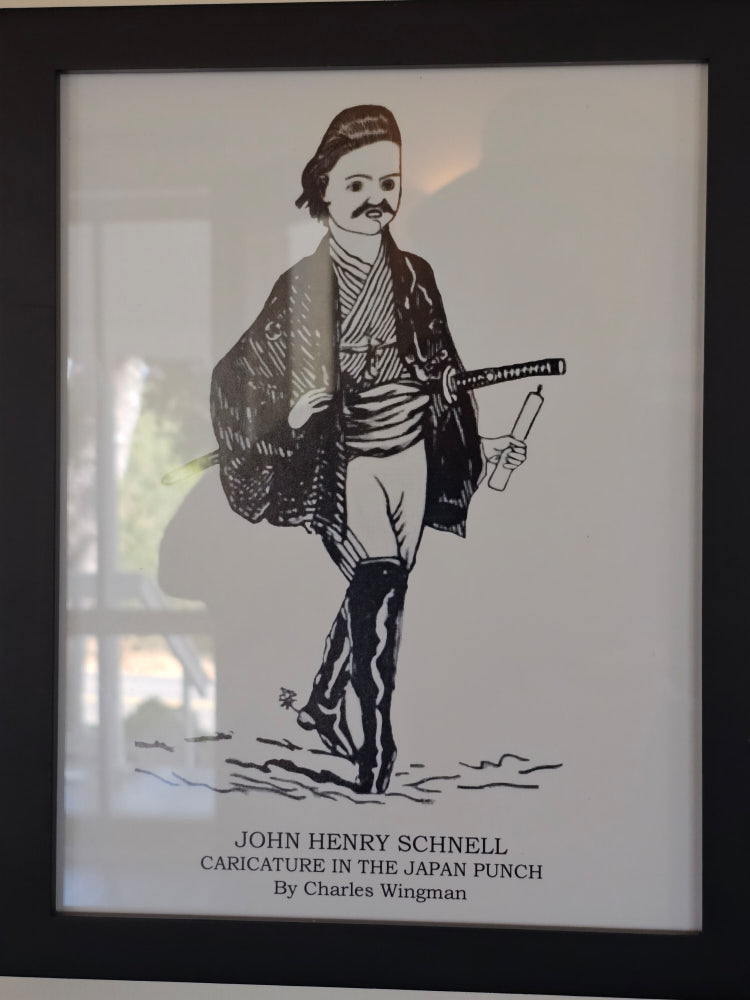 JOHN HENRY SCHNELL
CARICATURE IN THE JAPAN PUNCH
By Charles Wingman